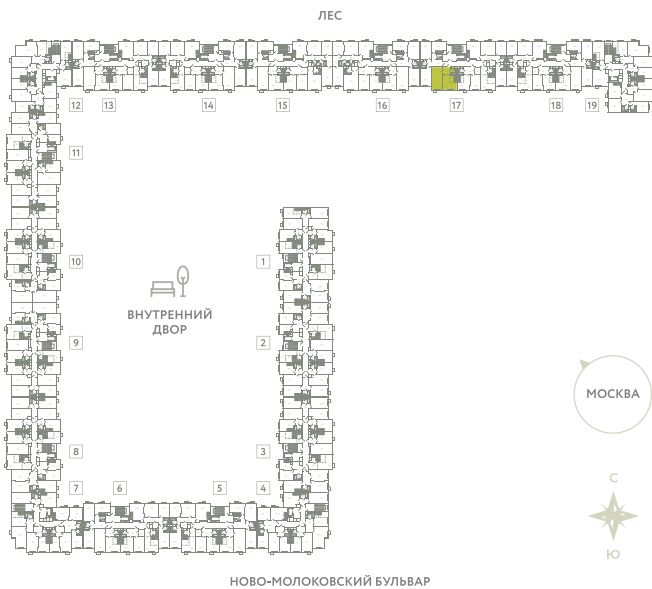 ЛЕС
12 13 14 15 16 17 18 19
11
10 1
ВНУТРЕННИЙ
ДВОР
9 2
МОСКВА
8 3
С
7 6 5 4
Ю
НОВО-МОЛОКОВСКИЙ БУЛЬВАР